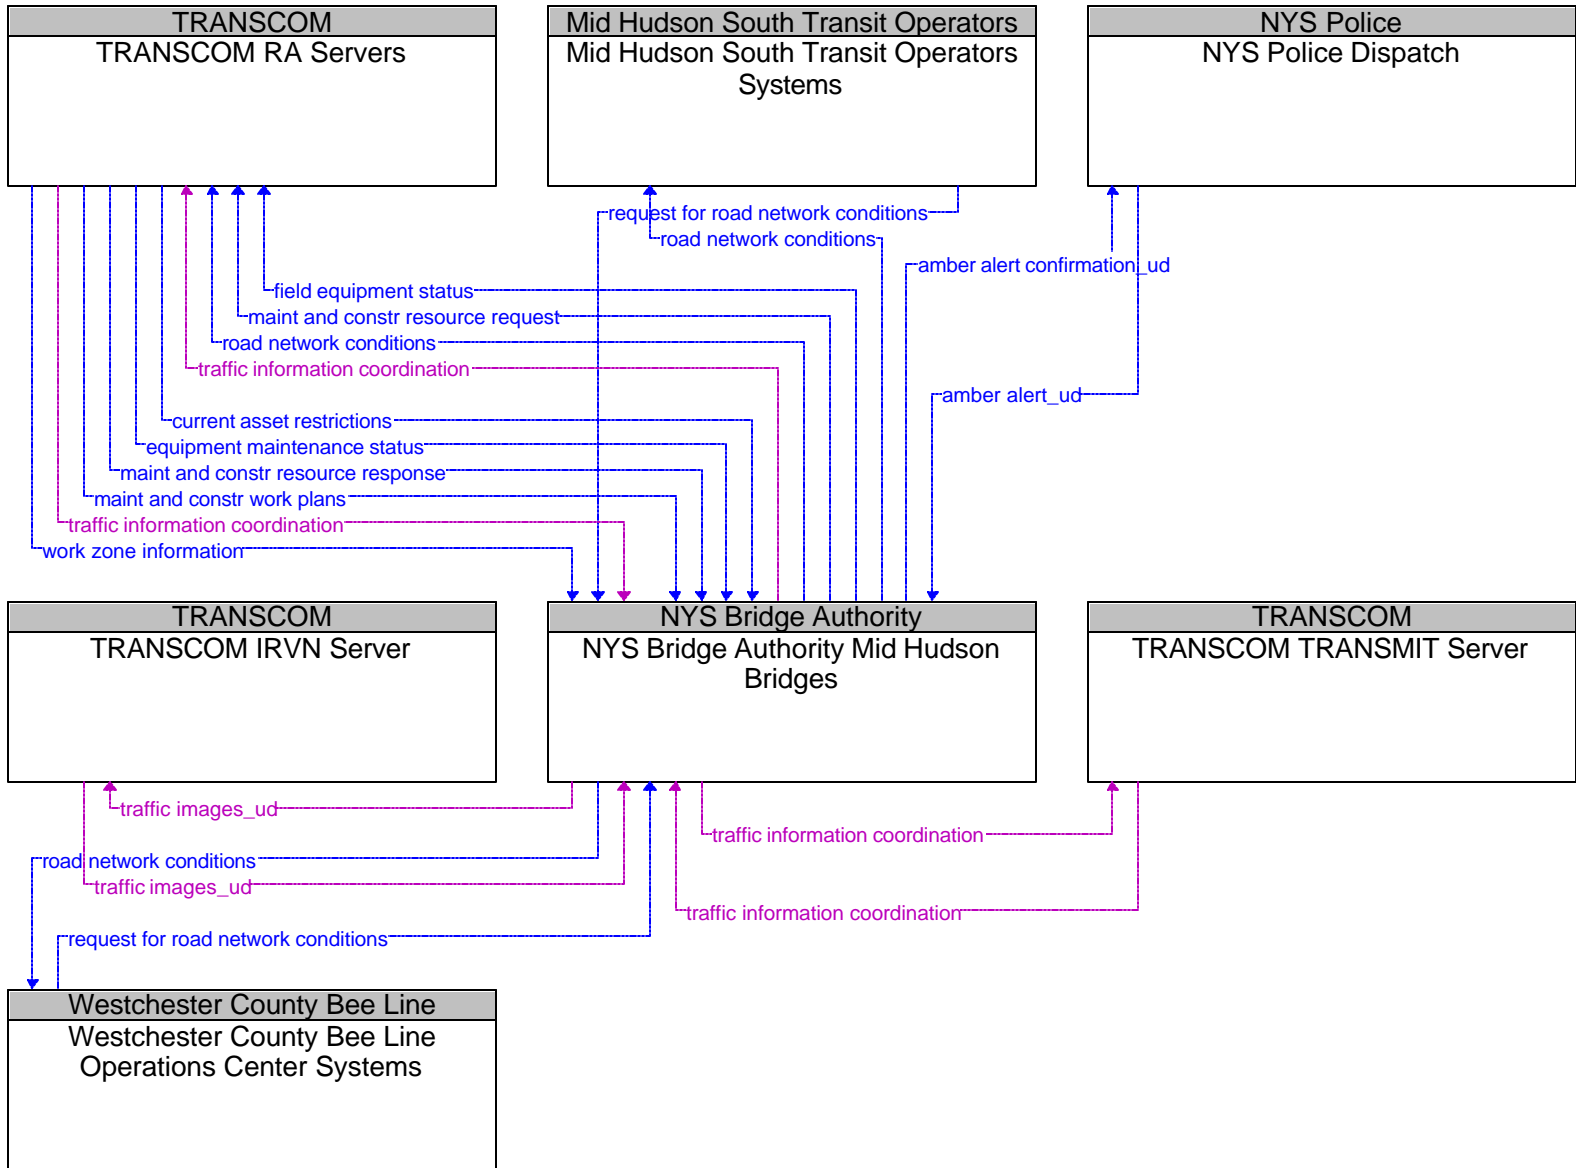 TRANSCOM
TRANSCOM RA Servers
Mid Hudson South Transit Operators
Mid Hudson South Transit Operators
Systems
NYS Police
NYS Police Dispatch
request for road network conditions
road network conditions
amber alert confirmation_ud
field equipment status
maint and constr resource request
road network conditions
traffic information coordination
amber alert_ud
current asset restrictions
equipment maintenance status
maint and constr resource response
maint and constr work plans
traffic information coordination
work zone information
TRANSCOM
TRANSCOM IRVN Server
NYS Bridge Authority
NYS Bridge Authority Mid Hudson
Bridges
TRANSCOM
TRANSCOM TRANSMIT Server
traffic images_ud
traffic information coordination
road network conditions
traffic images_ud
traffic information coordination
request for road network conditions
Westchester County Bee Line
Westchester County Bee Line
Operations Center Systems